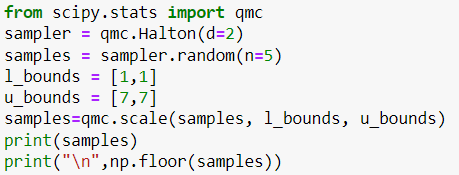 from scipy.stats import qmc
sampler = qmc.Halton(d=2)
samples = sampler.random(n=5)
l_bounds = [1,1]
u_bounds = [7,7]
samples=qmc.scale(samples, l_bounds, u_bounds)
print(samples)
print("\n",np.floor(samples))